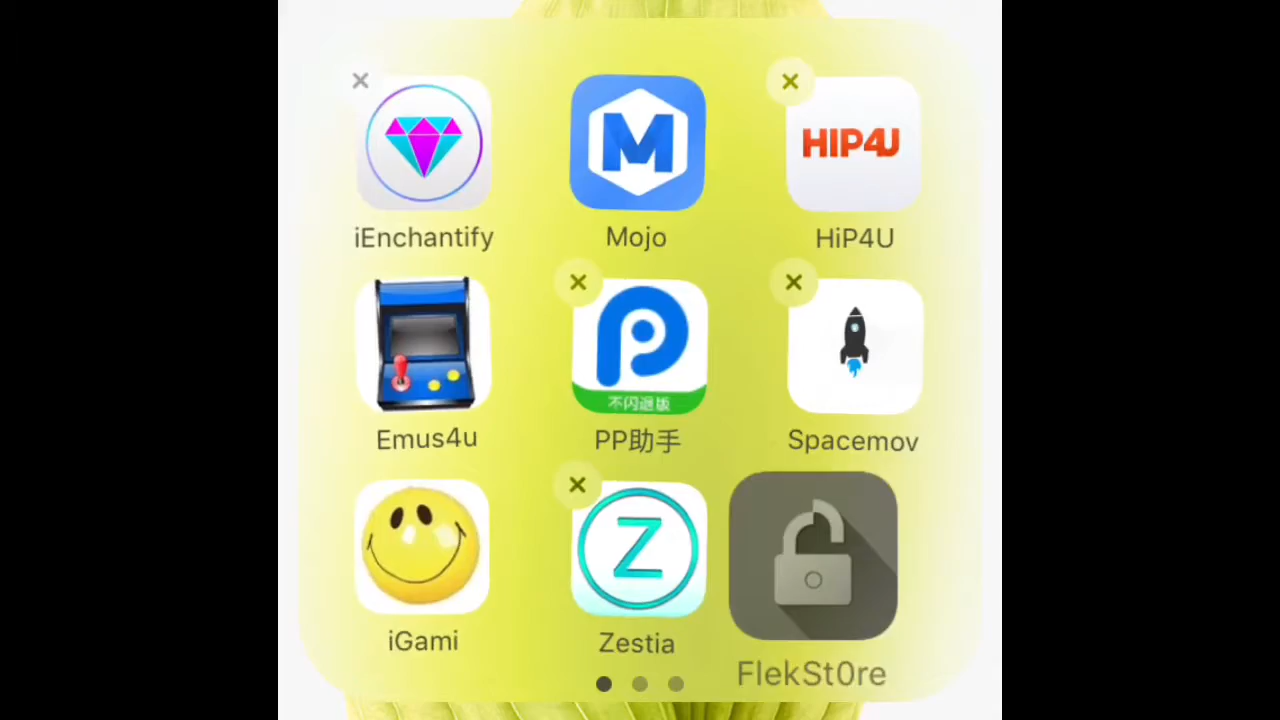 M
HIP4U
iEnchantify
Mojo
HiP4U
不闪退版
Emus4u
PP助手
Spacemov
Z
iGami
Zestia
FlekSt0re